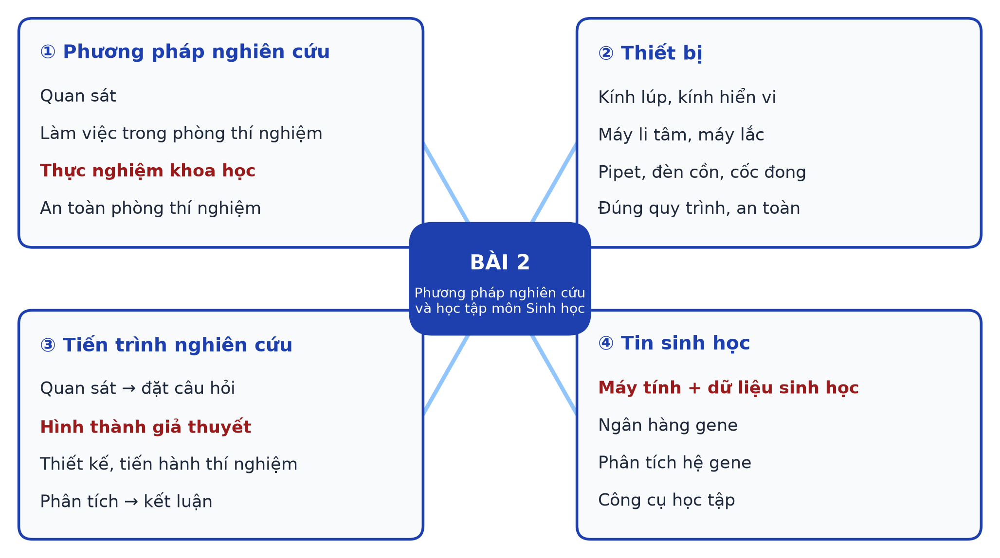 ① Phương pháp nghiên cứu
Quan sát
Làm việc trong phòng thí nghiệm
Thực nghiệm khoa học
An toàn phòng thí nghiệm
② Thiết bị
Kính lúp, kính hiển vi
Máy li tâm, máy lắc
Pipet, đèn cồn, cốc đong
Đúng quy trình, an toàn
BÀI 2
Phương pháp nghiên cứu
và học tập môn Sinh học
③ Tiến trình nghiên cứu
Quan sát → đặt câu hỏi
Hình thành giả thuyết
Thiết kế, tiến hành thí nghiệm
Phân tích → kết luận
④ Tin sinh học
Máy tính + dữ liệu sinh học
Ngân hàng gene
Phân tích hệ gene
Công cụ học tập